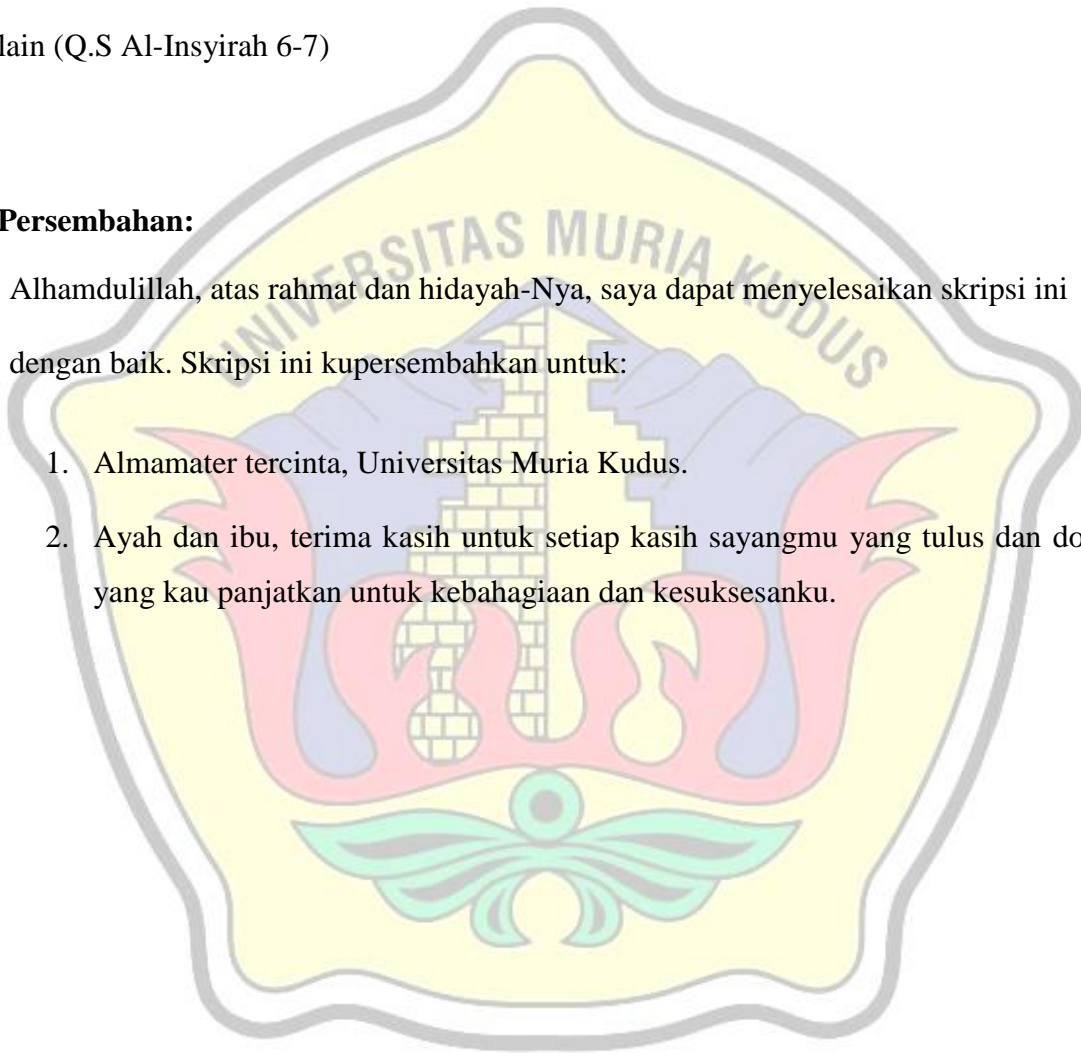 lain (Q.S Al-Insyirah 6-7)
Persembahan:
UNIVERSITAS MURIA KUDUS
Alhamdulillah, atas rahmat dan hidayah-Nya, saya dapat menyelesaikan skripsi ini
dengan baik. Skripsi ini kupersembahkan untuk:
1. Almamater tercinta, Universitas Muria Kudus.
2. Ayah dan ibu, terima kasih untuk setiap kasih sayangmu yang tulus dan do
yang kau panjatkan untuk kebahagiaan dan kesuksesanku.